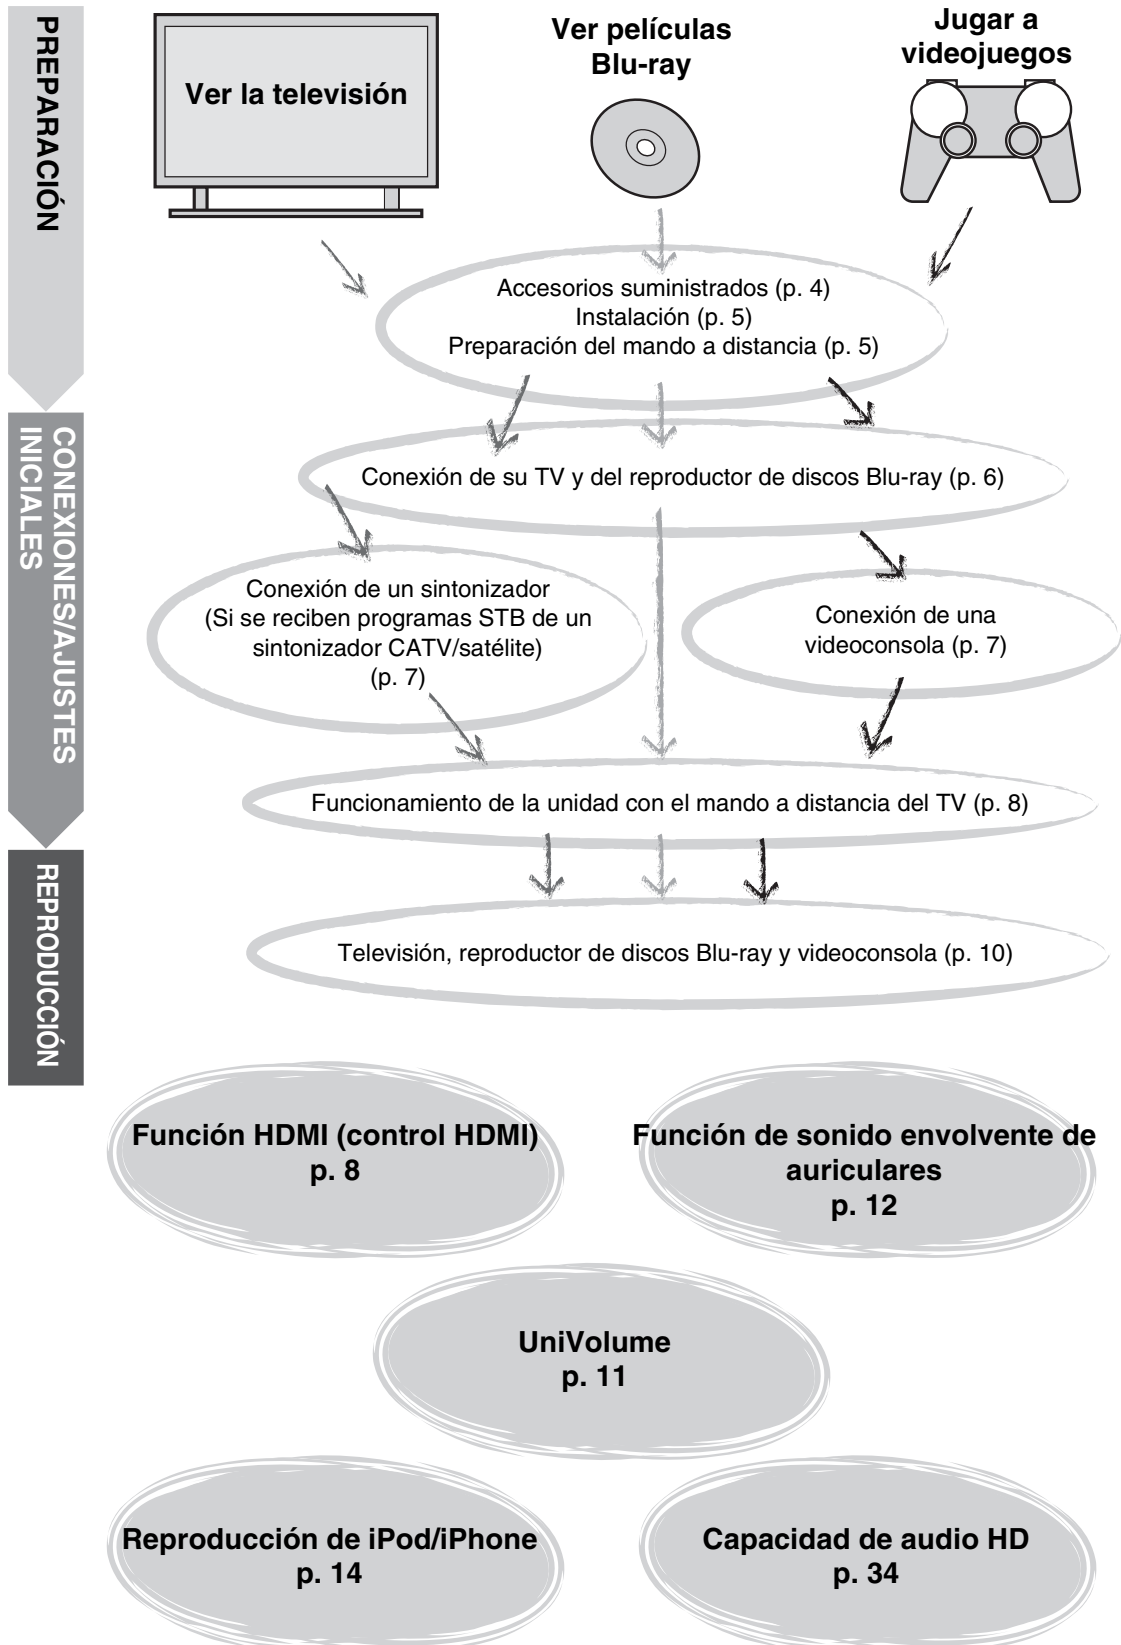 PREPARACIÓN
Ver la televisión
Ver películas
Blu-ray
Jugar a
videojuegos
Accesorios suministrados (p. 4)
Instalación (p. 5)
Preparación del mando a distancia (p. 5)
CONEXIONES/AJUSTES
INICIALES
Conexión de su TV y del reproductor de discos Blu-ray (p. 6)
Conexión de un sintonizador
(Si se reciben programas STB de un
sintonizador CATV/satélite)
(p. 7)
Conexión de una
videoconsola (p. 7)
Funcionamiento de la unidad con el mando a distancia del TV (p. 8)
REPRODUCCIÓN
Televisión, reproductor de discos Blu-ray y videoconsola (p. 10)
Función HDMI (control HDMI)
p. 8
Función de sonido envolvente de
auriculares
p. 12
UniVolume
p. 11
Reproducción de iPod/iPhone
p. 14
Capacidad de audio HD
p. 34